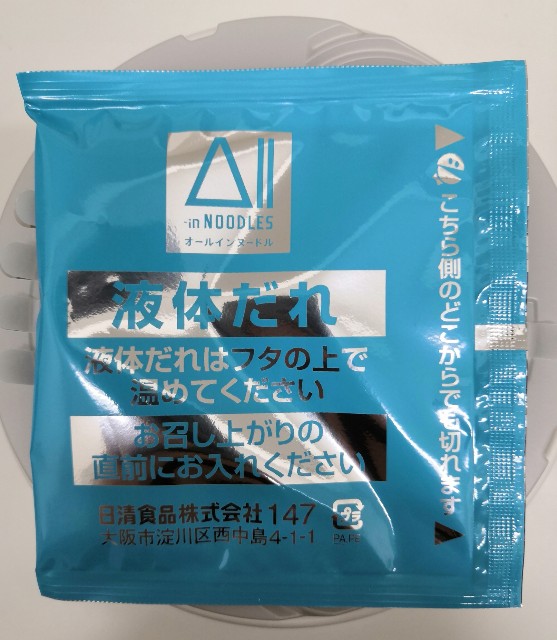 All
-in NOODLES
オールインヌードル
液体だれ
液体だれはフタの上で
温めてください
お召し上がりの
直前にお入れください
日清食品株式会社147
大阪市淀川区西中島4-1-1
プラ
PA,PE
こちら側のどこからでも切れます